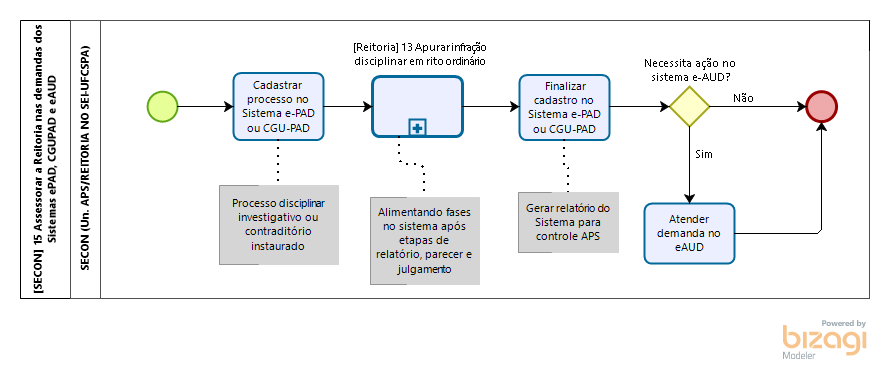 [SECON] 15 Assessorar a Reitoria nas demandas dos
Sistemas ePAD, CGUPAD e eAUD
SECON (Un. APS/REITORIA NO SEI-UFCSPA)
Cadastrar
processo no
Sistema e-PAD
ou CGU-PAD
Processo disciplinar
investigativo ou
contraditório
instaurado
[Reitoria] 13 Apurar infração
disciplinar em rito ordinário
Alimentando fases
no sistema após
etapas de
relatório, parecer e
julgamento
Finalizar
cadastro no
Sistema e-PAD
ou CGU-PAD
Gerar relatório do
Sistema para
controle APS
Necessita ação no
sistema e-AUD?
Não
Sim
Atender
demanda no
eAUD
Powered by
bizagi
Modeler